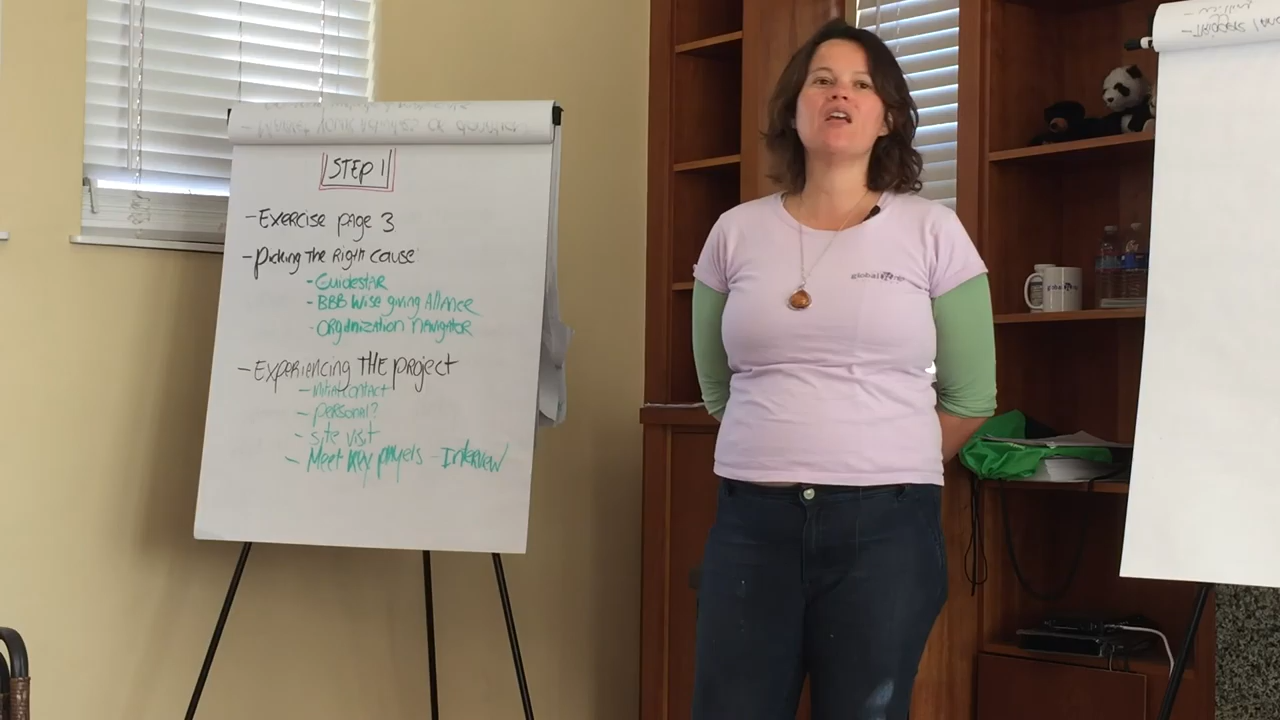 STEP 1
- Exercise page 3
- Picking the Right cause
- Guidestar
- BBB Wise giving Alliance
- Organization navigator
- Experiencing THE project
- initial contact
- personal?
- site visit
- Meet key players - Interview
global